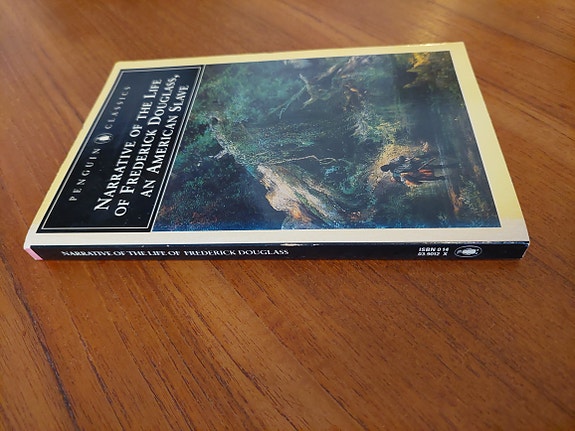 PENGUIN CLASSICS
NARRATIVE OF THE LIFE
OF FREDERICK DOUGLASS,
AN AMERICAN SLAVE
NARRATIVE OF THE LIFE OF FREDERICK DOUGLASS
ISBN 0 14
03.9012 X